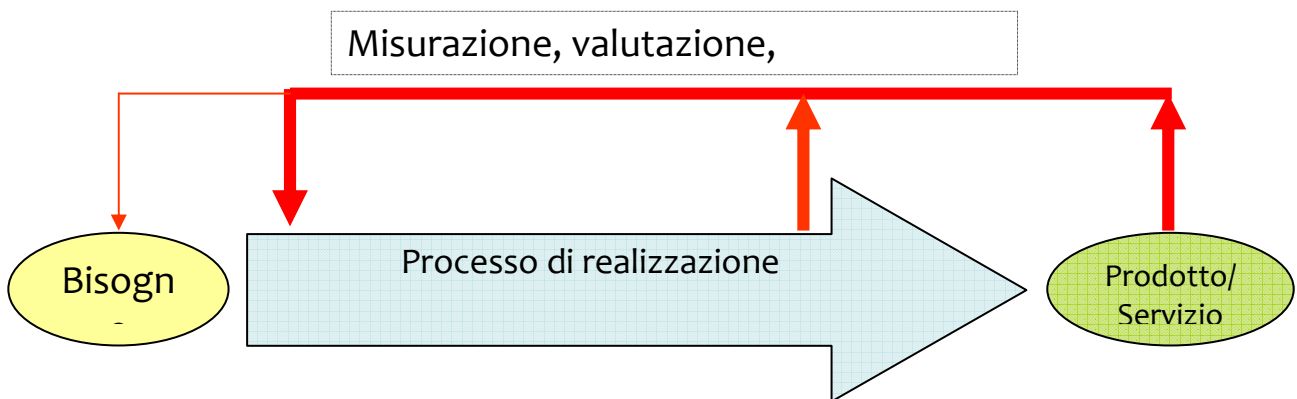 Misurazione, valutazione,
Processo di realizzazione
Bisogn
Prodotto/
Servizio